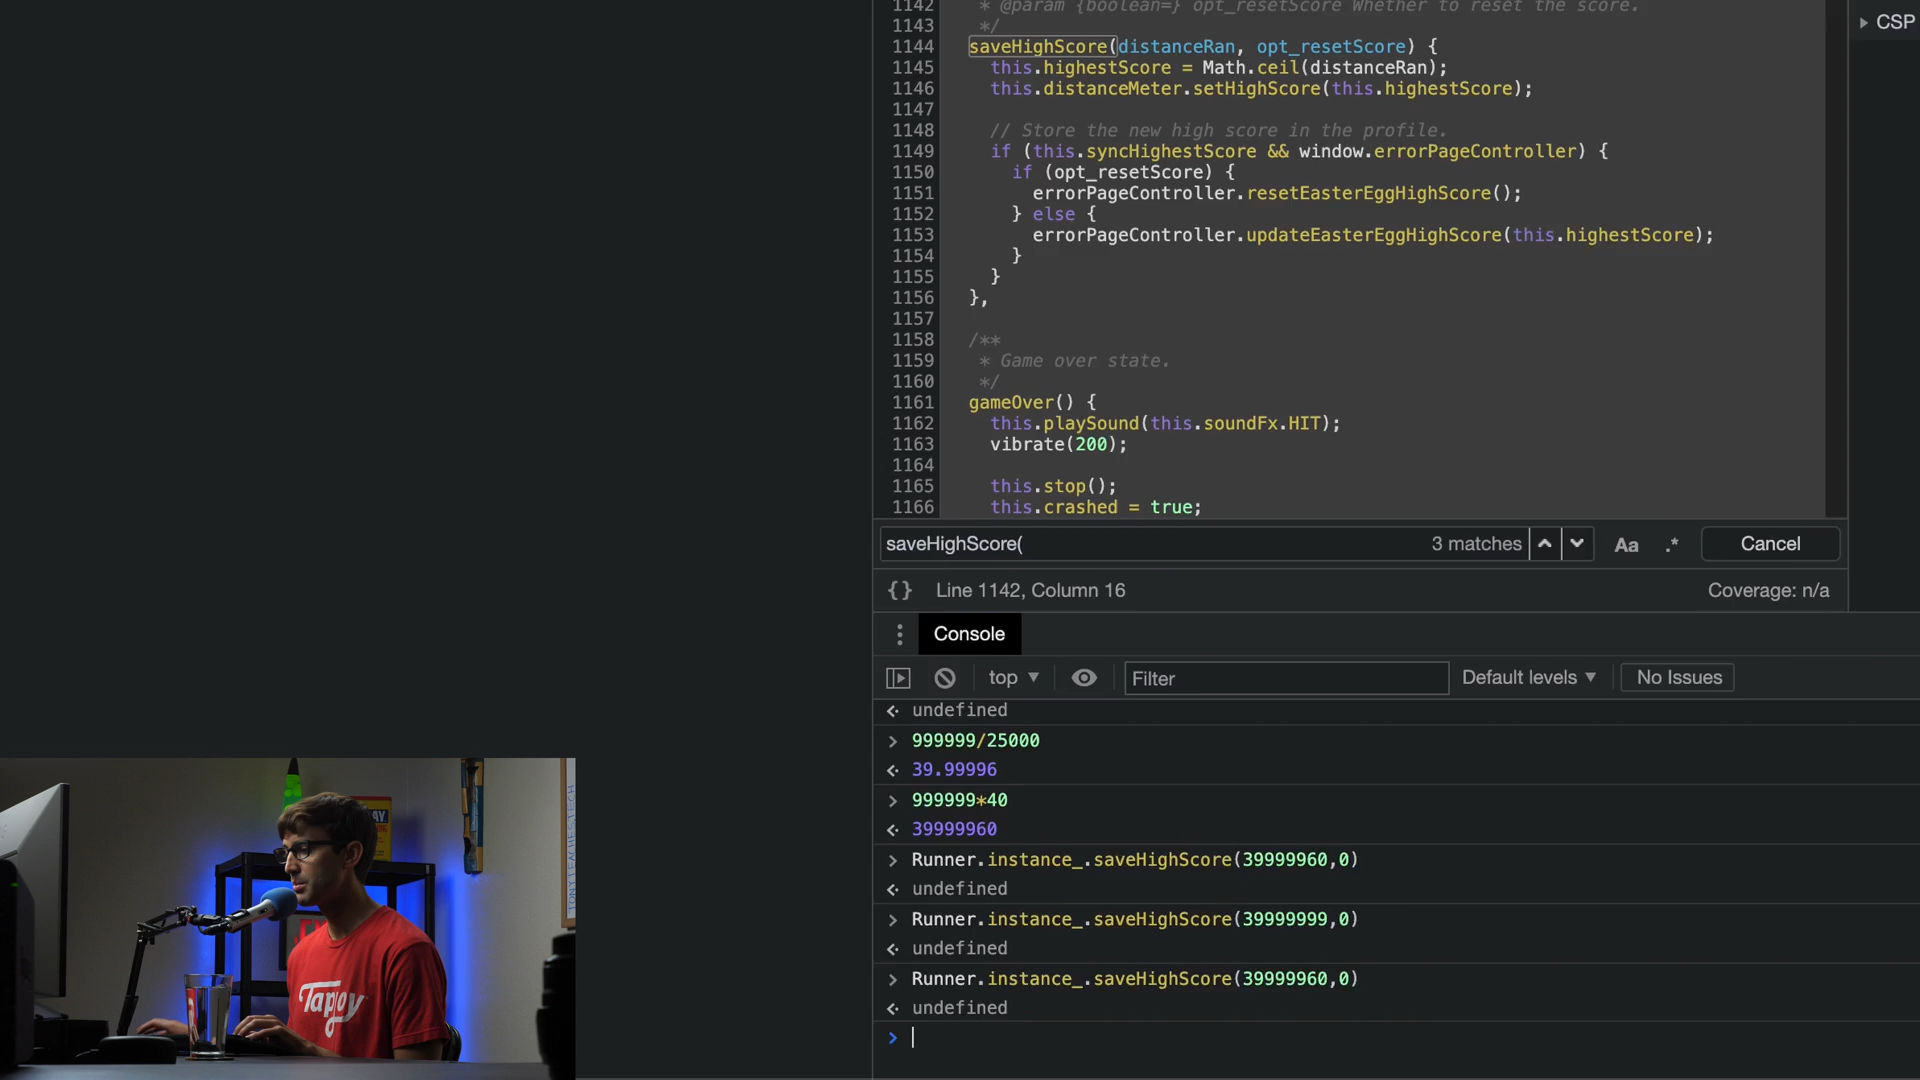 1142 * @param {boolean=} opt_resetScore Whether to reset the score.
1143 */
1144 saveHighScore(distanceRan, opt_resetScore) {
1145 this.highestScore = Math.ceil(distanceRan);
1146 this.distanceMeter.setHighScore(this.highestScore);
1147
1148 // Store the new high score in the profile.
1149 if (this.syncHighestScore && window.errorPageController) {
1150 if (opt_resetScore) {
1151 errorPageController.resetEasterEggHighScore();
1152 } else {
1153 errorPageController.updateEasterEggHighScore(this.highestScore);
1154 }
1155 }
1156 },
1157
1158 /**
1159 * Game over state.
1160 */
1161 gameOver() {
1162 this.playSound(this.soundFx.HIT);
1163 vibrate(200);
1164
1165 this.stop();
1166 this.crashed = true;
CSP
saveHighScore( 3 matches Aa .* Cancel
{} Line 1142, Column 16 Coverage: n/a
Console
top Filter Default levels No Issues
undefined
999999/25000
39.99996
999999*40
39999960
Runner.instance_.saveHighScore(39999960,0)
undefined
Runner.instance_.saveHighScore(39999999,0)
undefined
Runner.instance_.saveHighScore(39999960,0)
undefined
>
TONYTEACHES.TECH
Tapjoy